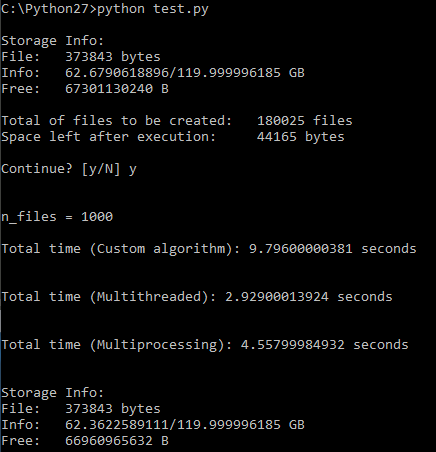 C:\Python27>python test.py
Storage Info:
File:   373843 bytes
Info:   62.6790618896/119.999996185 GB
Free:   67301130240 B
Total of files to be created:   180025 files
Space left after execution:     44165 bytes
Continue? [y/N] y
n_files = 1000
Total time (Custom algorithm): 9.79600000381 seconds
Total time (Multithreaded): 2.92900013924 seconds
Total time (Multiprocessing): 4.55799984932 seconds
Storage Info:
File:   373843 bytes
Info:   62.3622589111/119.999996185 GB
Free:   66960965632 B